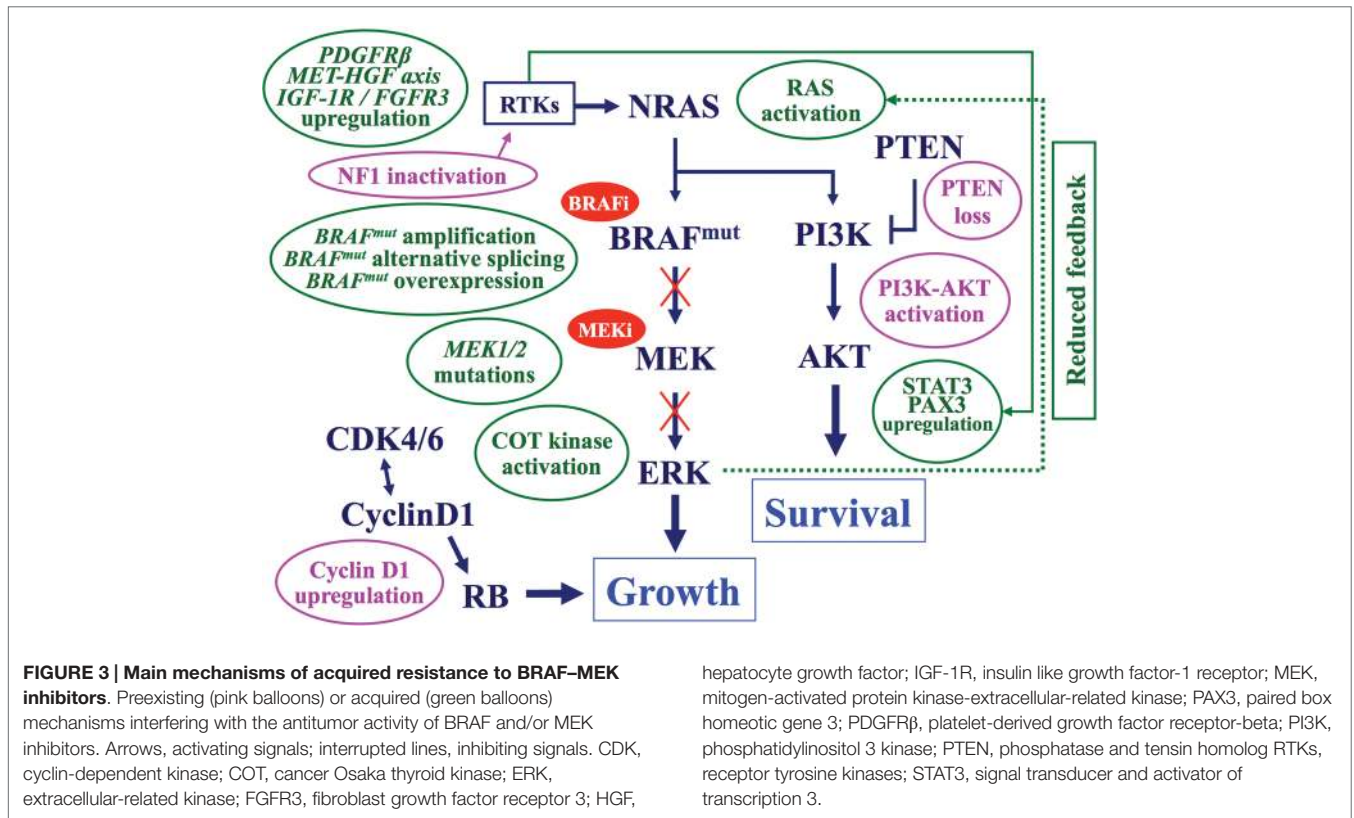 PDGFRβ
MET-HGF axis
IGF-1R / FGFR3
upregulation
RTKs
NRAS
RAS
activation
PTEN
NF1 inactivation
PTEN
loss
BRAFi
BRAFmut
PI3K
BRAFmut amplification
BRAFmut alternative splicing
BRAFmut overexpression
PI3K-AKT
activation
Reduced feedback
MEKi
MEK
AKT
MEK1/2
mutations
STAT3
PAX3
upregulation
CDK4/6
COT kinase
activation
ERK
CyclinD1
Survival
Cyclin D1
upregulation
RB
Growth
FIGURE 3 | Main mechanisms of acquired resistance to BRAF–MEK
inhibitors. Preexisting (pink balloons) or acquired (green balloons)
mechanisms interfering with the antitumor activity of BRAF and/or MEK
inhibitors. Arrows, activating signals; interrupted lines, inhibiting signals. CDK,
cyclin-dependent kinase; COT, cancer Osaka thyroid kinase; ERK,
extracellular-related kinase; FGFR3, fibroblast growth factor receptor 3; HGF,
hepatocyte growth factor; IGF-1R, insulin like growth factor-1 receptor; MEK,
mitogen-activated protein kinase-extracellular-related kinase; PAX3, paired box
homeotic gene 3; PDGFRβ, platelet-derived growth factor receptor-beta; PI3K,
phosphatidylinositol 3 kinase; PTEN, phosphatase and tensin homolog RTKs,
receptor tyrosine kinases; STAT3, signal transducer and activator of
transcription 3.